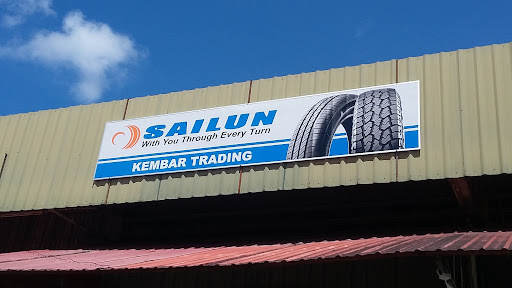 SAILUN
With You Through Every Turn
KEMBAR TRADING